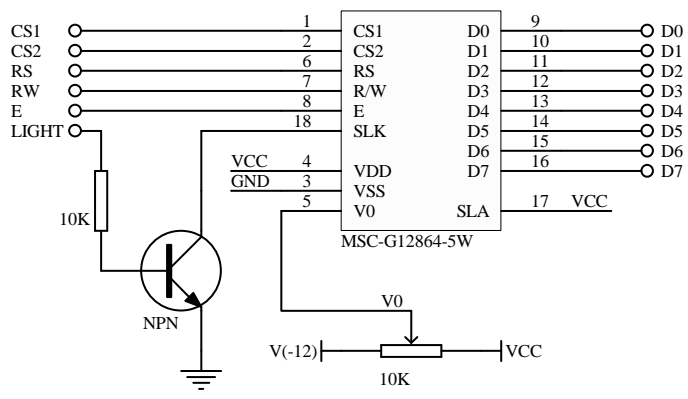 CS1 1 CS1 D0 9 D0
CS2 2 CS2 D1 10 D1
RS 6 RS D2 11 D2
RW 7 R/W D3 12 D3
E 8 E D4 13 D4
LIGHT 18 SLK D5 14 D5
D6 15 D6
VCC 4 VDD D7 16 D7
GND 3 VSS
5 V0 SLA 17 VCC
10K
MSC-G12864-5W
NPN
V0
V(-12) VCC
10K